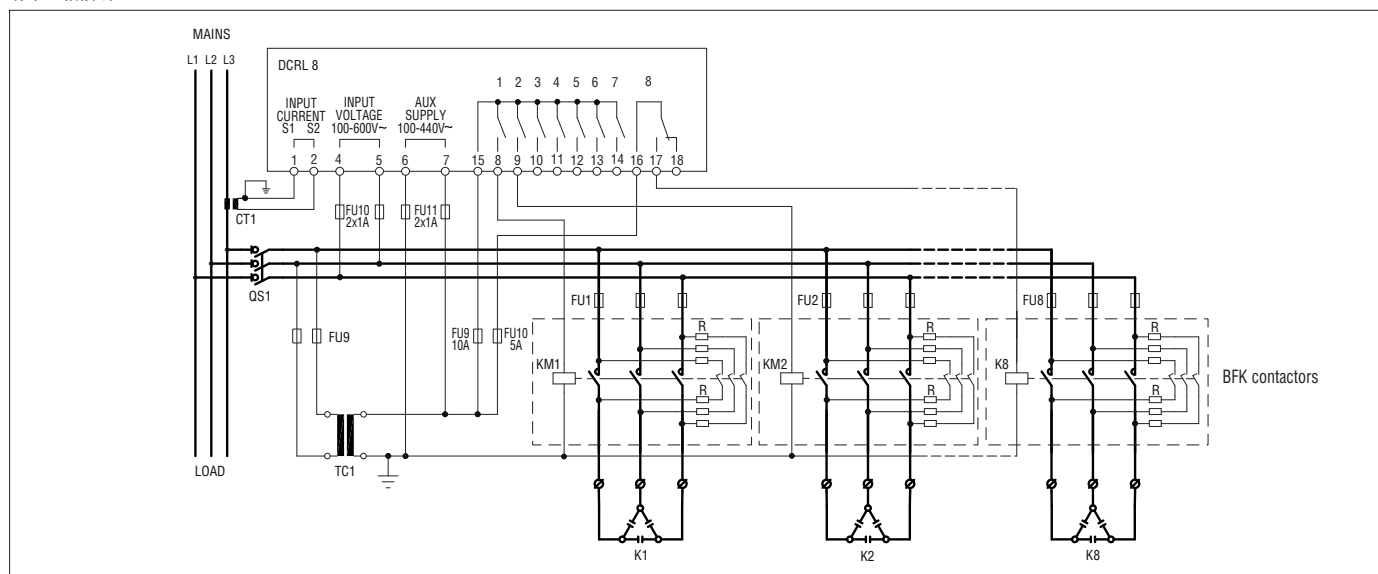 MAINS
L1 L2 L3
DCRL 8
1 2 3 4 5 6 7 8
INPUT CURRENT
S1 S2
INPUT VOLTAGE
100-600V~
AUX SUPPLY
100-440V~
1 2 4 5 6 7 15 8 9 10 11 12 13 14 16 17 18
CT1
FU10
2x1A
FU11
2x1A
QS1
FU1
FU2
FU8
FU9
FU9
10A
FU10
5A
R
R
R
KM1
KM2
K8
BFK contactors
R
R
R
LOAD
TC1
K1
K2
K8